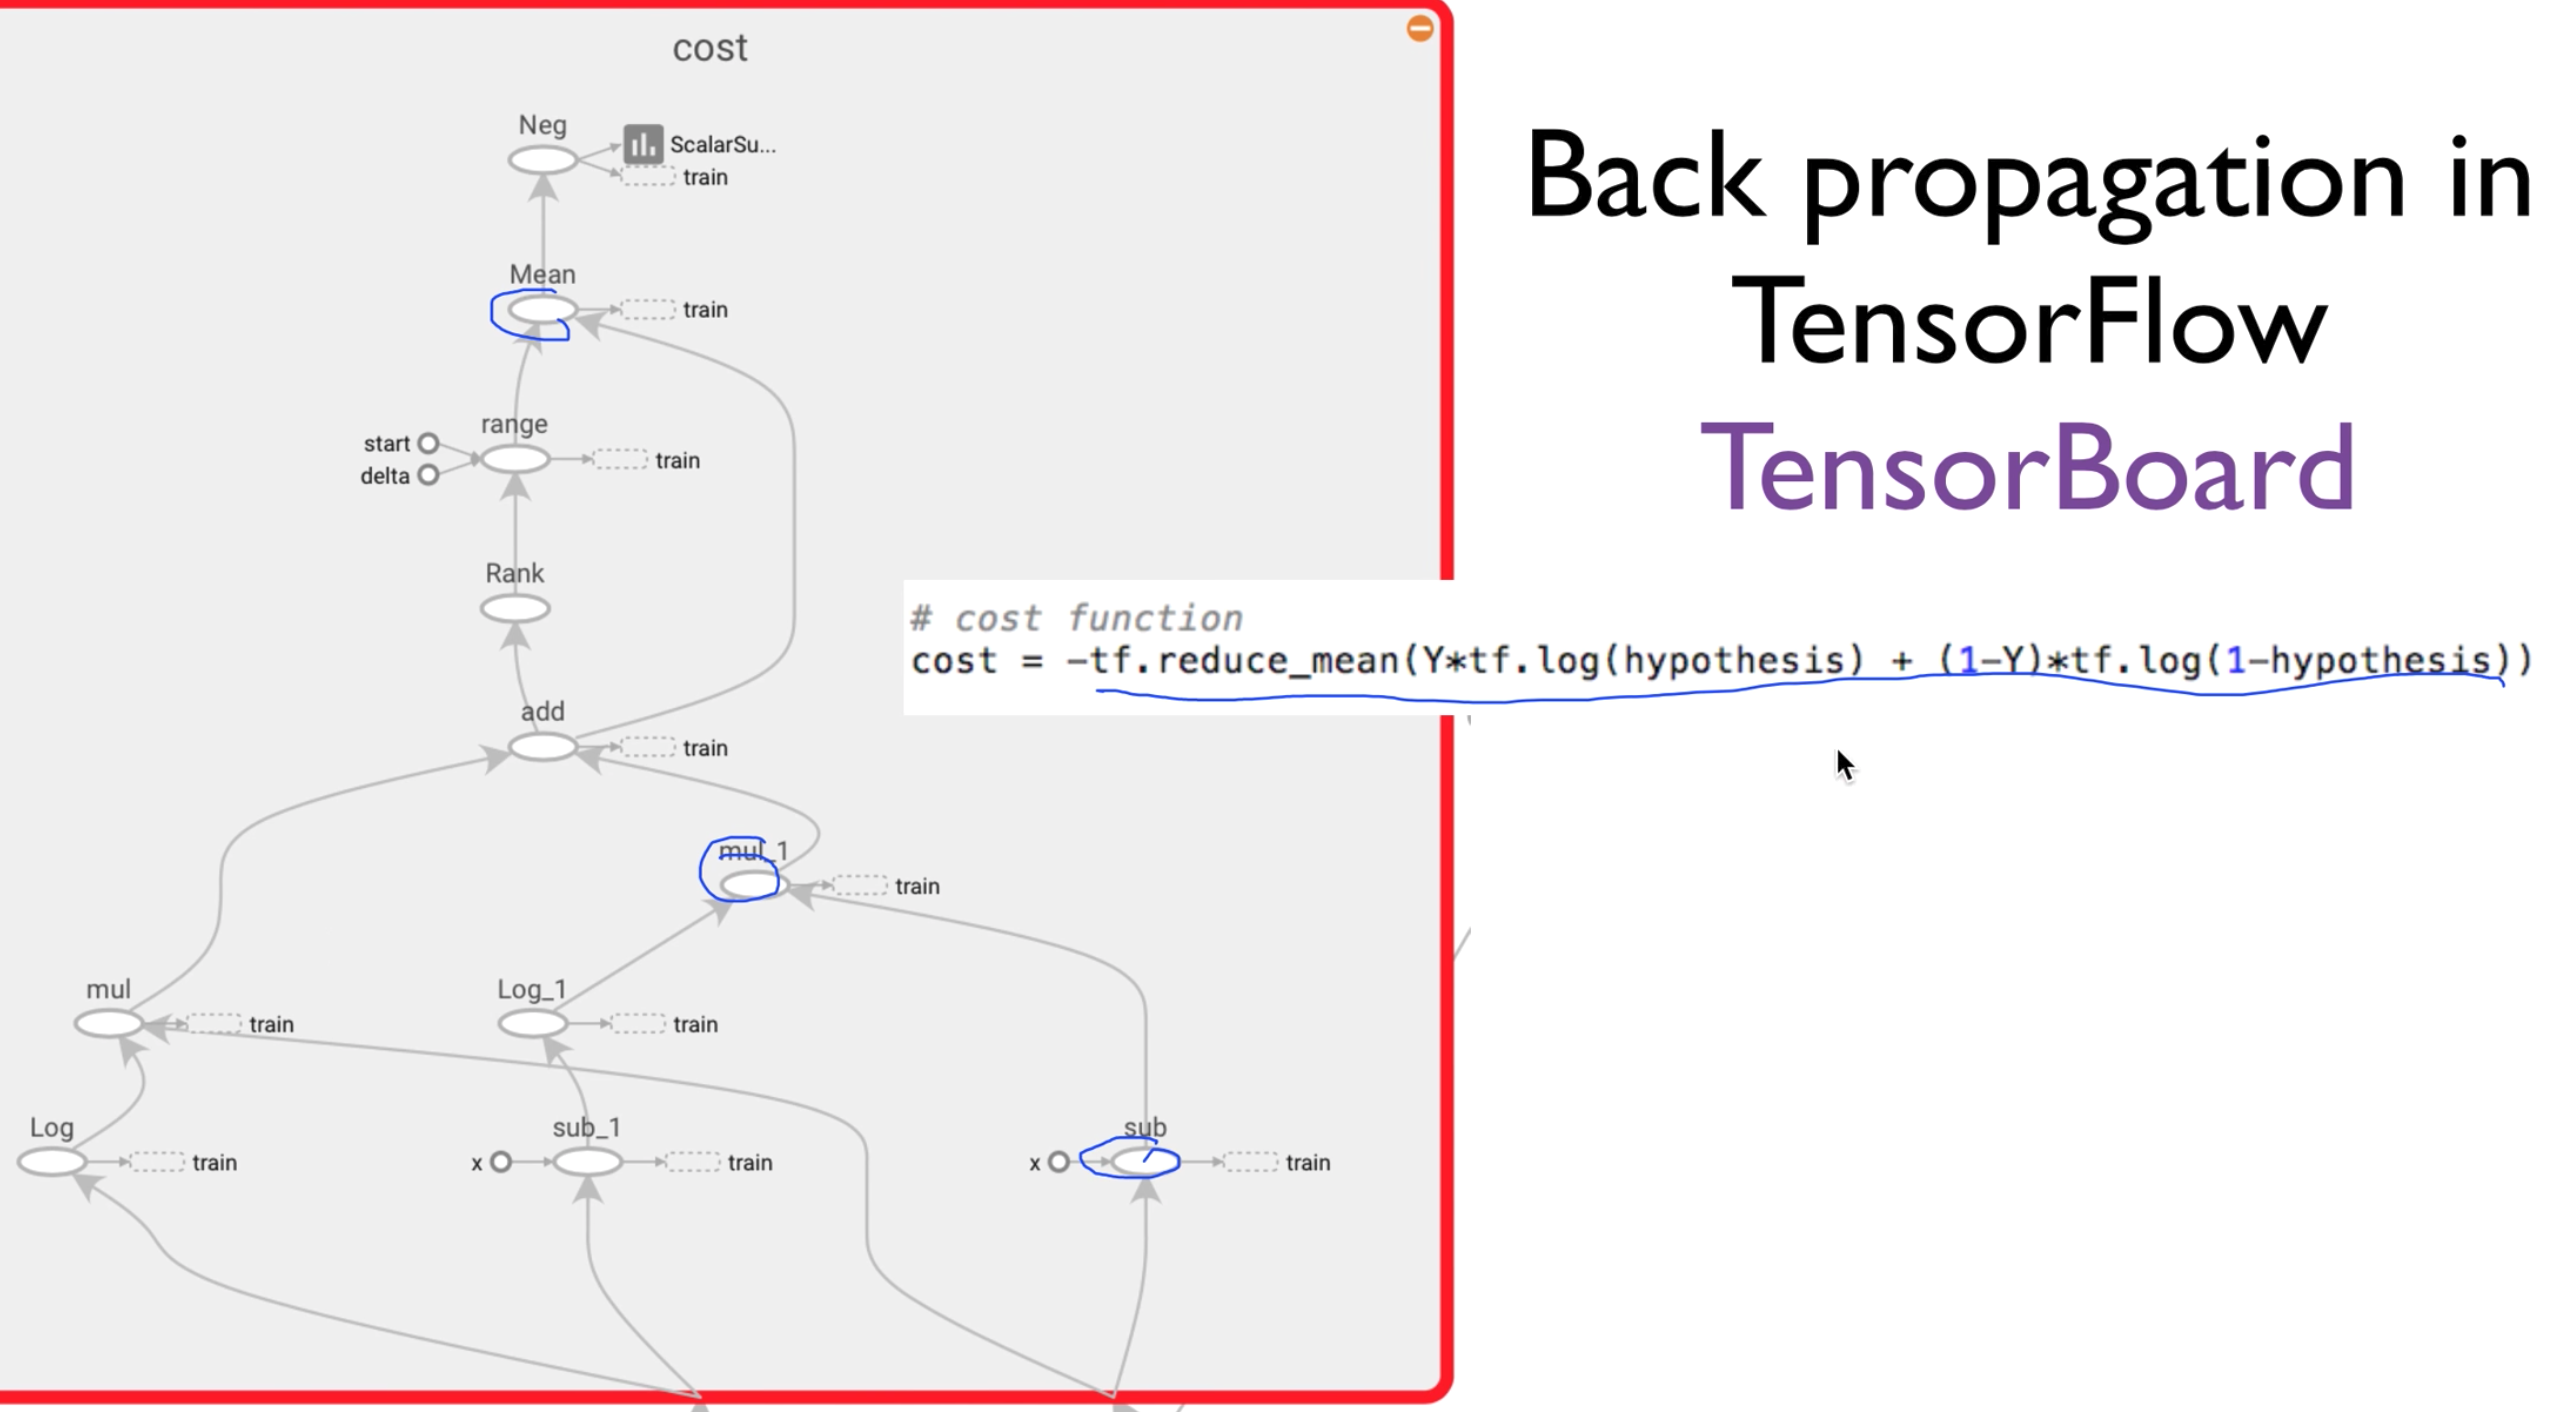 cost
Neg
ScalarSu...
train
Mean
train
start
range
delta
train
Rank
add
train
mul_1
train
mul
train
Log_1
train
Log
train
x
sub_1
train
x
sub
train
Back propagation in
TensorFlow
TensorBoard
# cost function
cost = -tf.reduce_mean(Y*tf.log(hypothesis) + (1-Y)*tf.log(1-hypothesis))